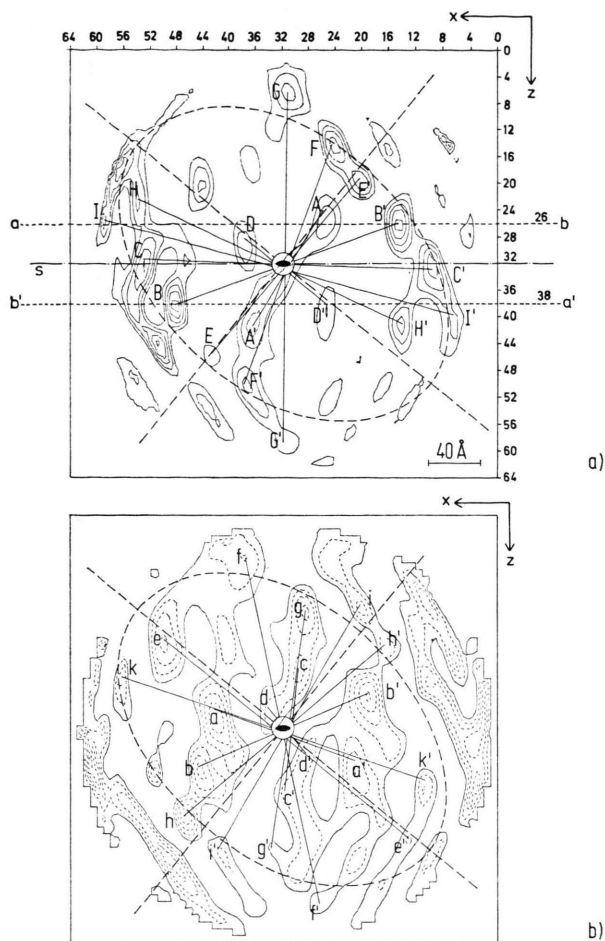 x
64 60 56 52 48 44 40 36 32 28 24 20 16 12 8 4 0
0
z
4
G
8
12
F
16
E'
20
H
A
I
B'
a 26 b
24
D
28
C
S
32
C'
B
36
b' 38 a'
D'
I'
40
A'
H'
E
44
F'
48
52
56
G'
60
40 Å
64
a)
x
z
f
g
i
e
h'
k
c
d
b'
a
b
d'
a'
k'
c'
h
i'
g'
e'
f'
b)